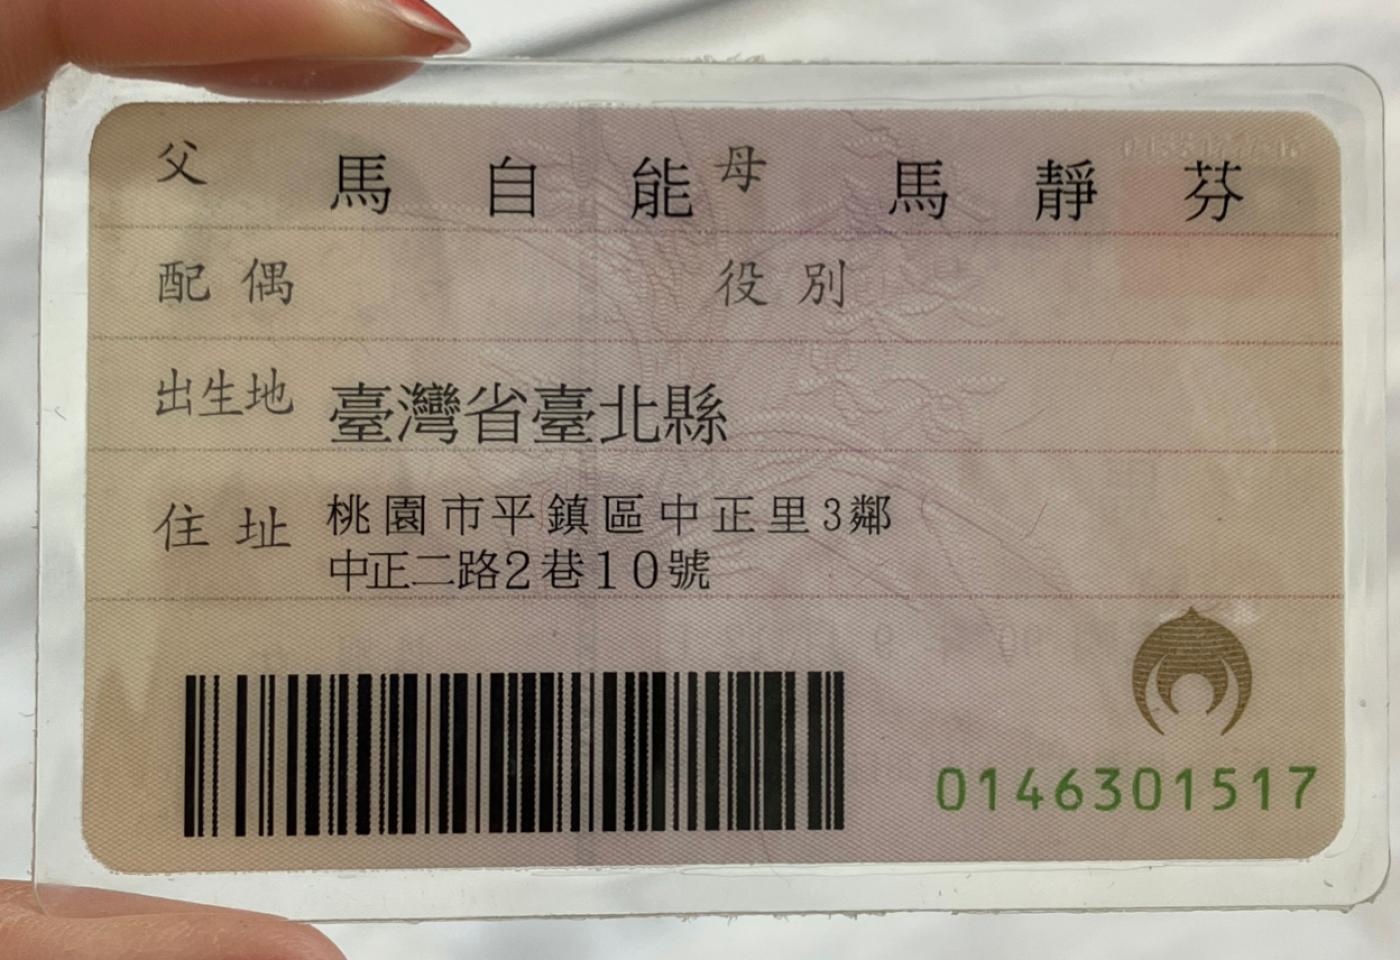 父 馬自能 母 馬靜芬
配偶 役別
出生地 臺灣省臺北縣
住址 桃園市平鎮區中正里3鄰
中正二路2巷10號
0146301517